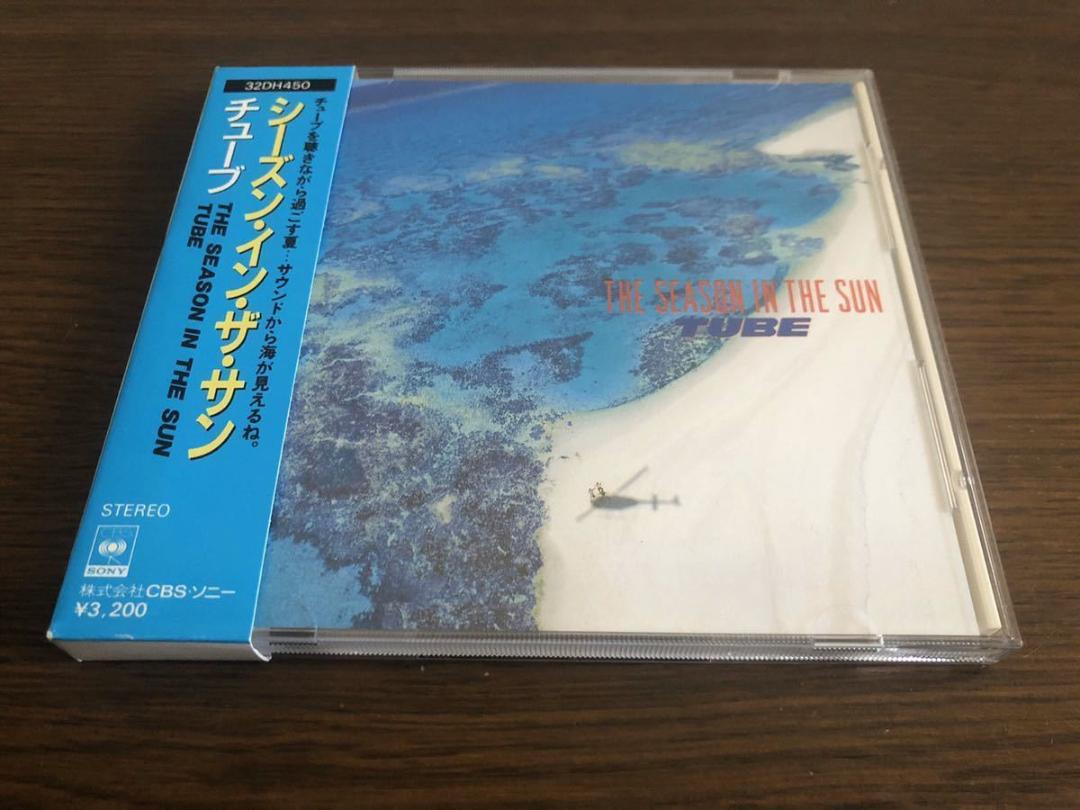 32DH450
チューブを聴きながら過ごす夏…サウンドから海が見えるね。
シーズン・イン・ザ・サン
チューブ
THE SEASON IN THE SUN
TUBE
STEREO
CBS
SONY
株式会社CBS・ソニー
¥3,200
THE SEASON IN THE SUN
TUBE